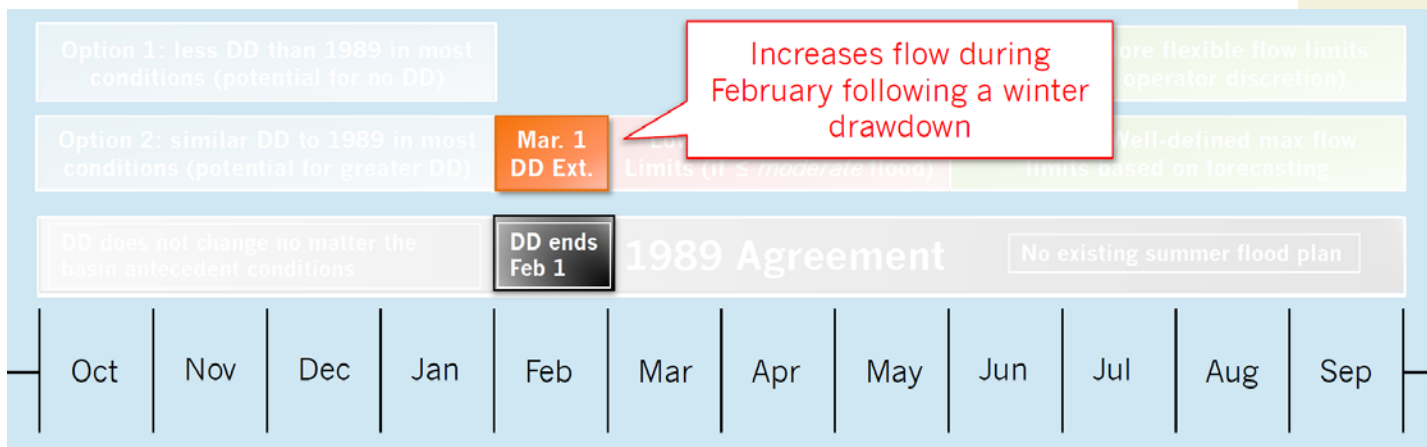 Option 1: less DD than 1989 in most
conditions (potential for no DD)
Increases flow during
February following a winter
drawdown
ore flexible flow limits
operator discretion)
Option 2: similar DD to 1989 in most
conditions (potential for greater DD)
Mar. 1
DD Ext.
Limits (if ≤ moderate flood)
Well-defined max flow
limits based on forecasting
DD does not change no matter the
basin antecedent conditions
DD ends
Feb 1
1989 Agreement
No existing summer flood plan
Oct
Nov
Dec
Jan
Feb
Mar
Apr
May
Jun
Jul
Aug
Sep